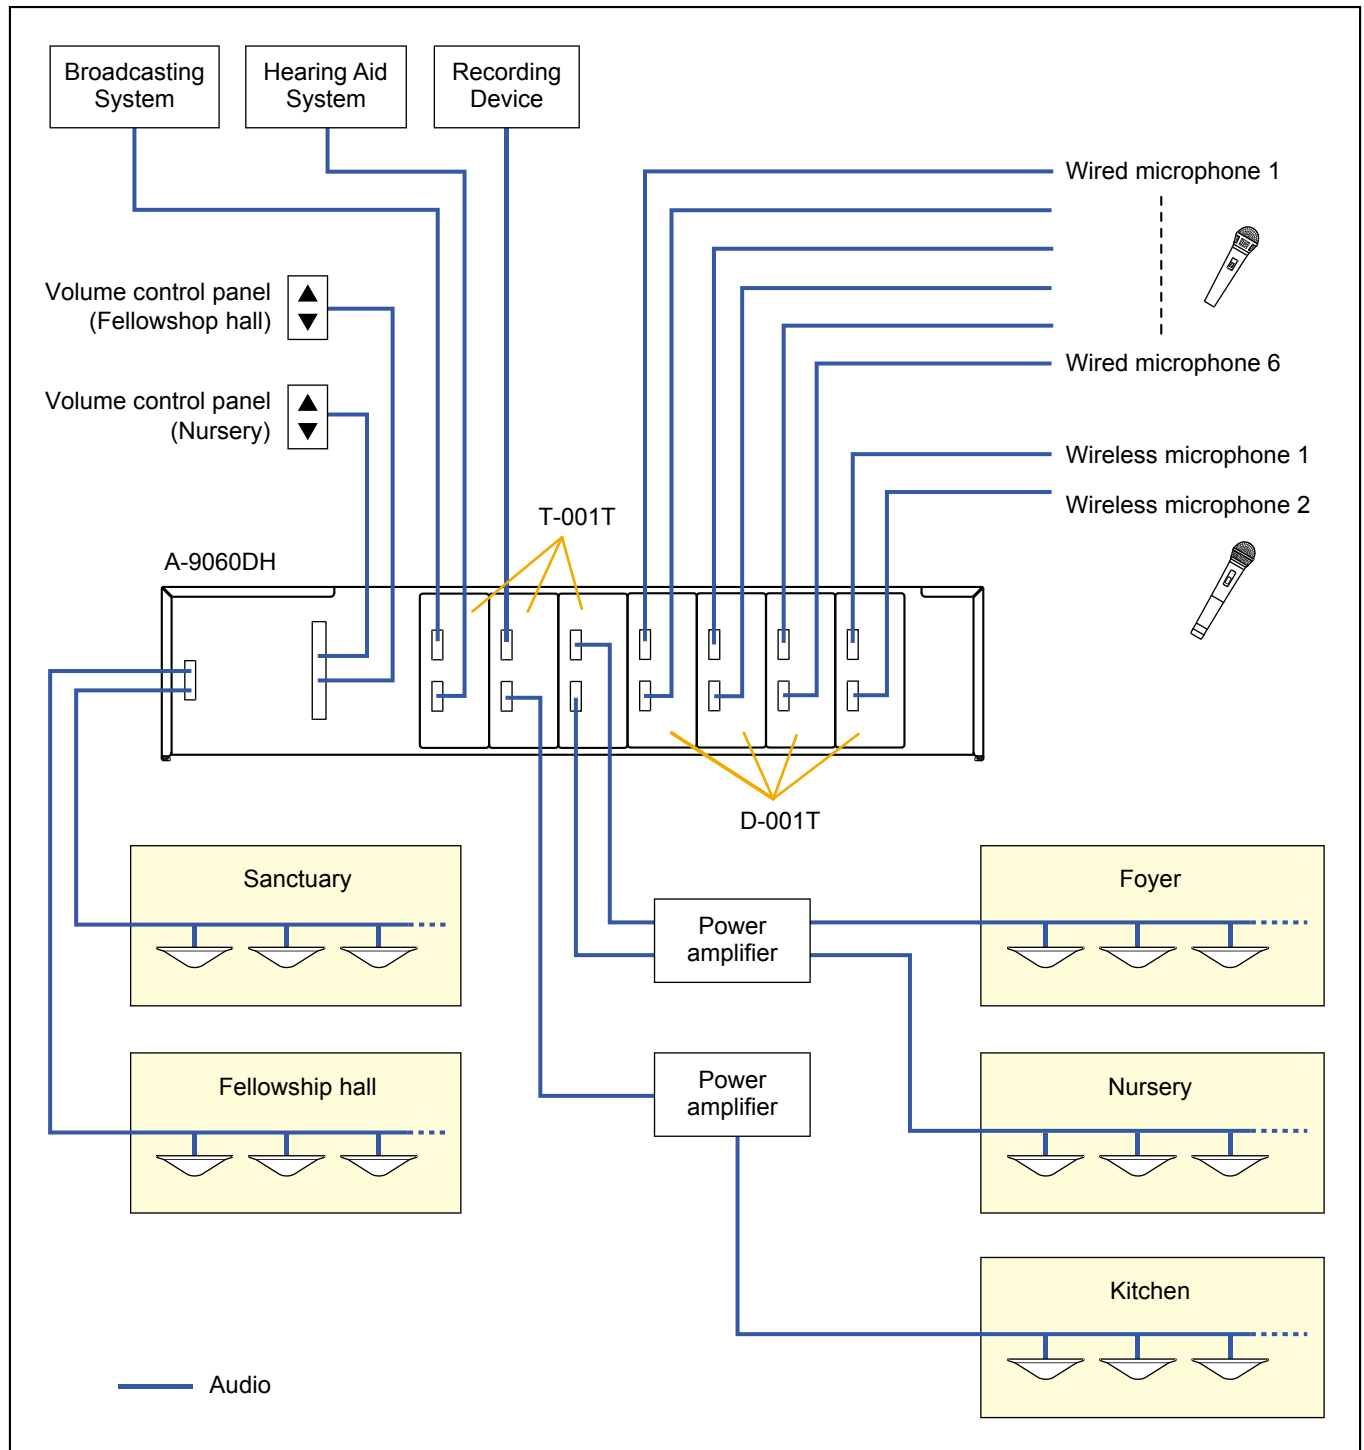 Broadcasting
System
Hearing Aid
System
Recording
Device
Wired microphone 1
Volume control panel
(Fellowshop hall)
Wired microphone 6
Volume control panel
(Nursery)
Wireless microphone 1
Wireless microphone 2
T-001T
A-9060DH
D-001T
Sanctuary
Power
amplifier
Foyer
Fellowship hall
Power
amplifier
Nursery
Kitchen
Audio